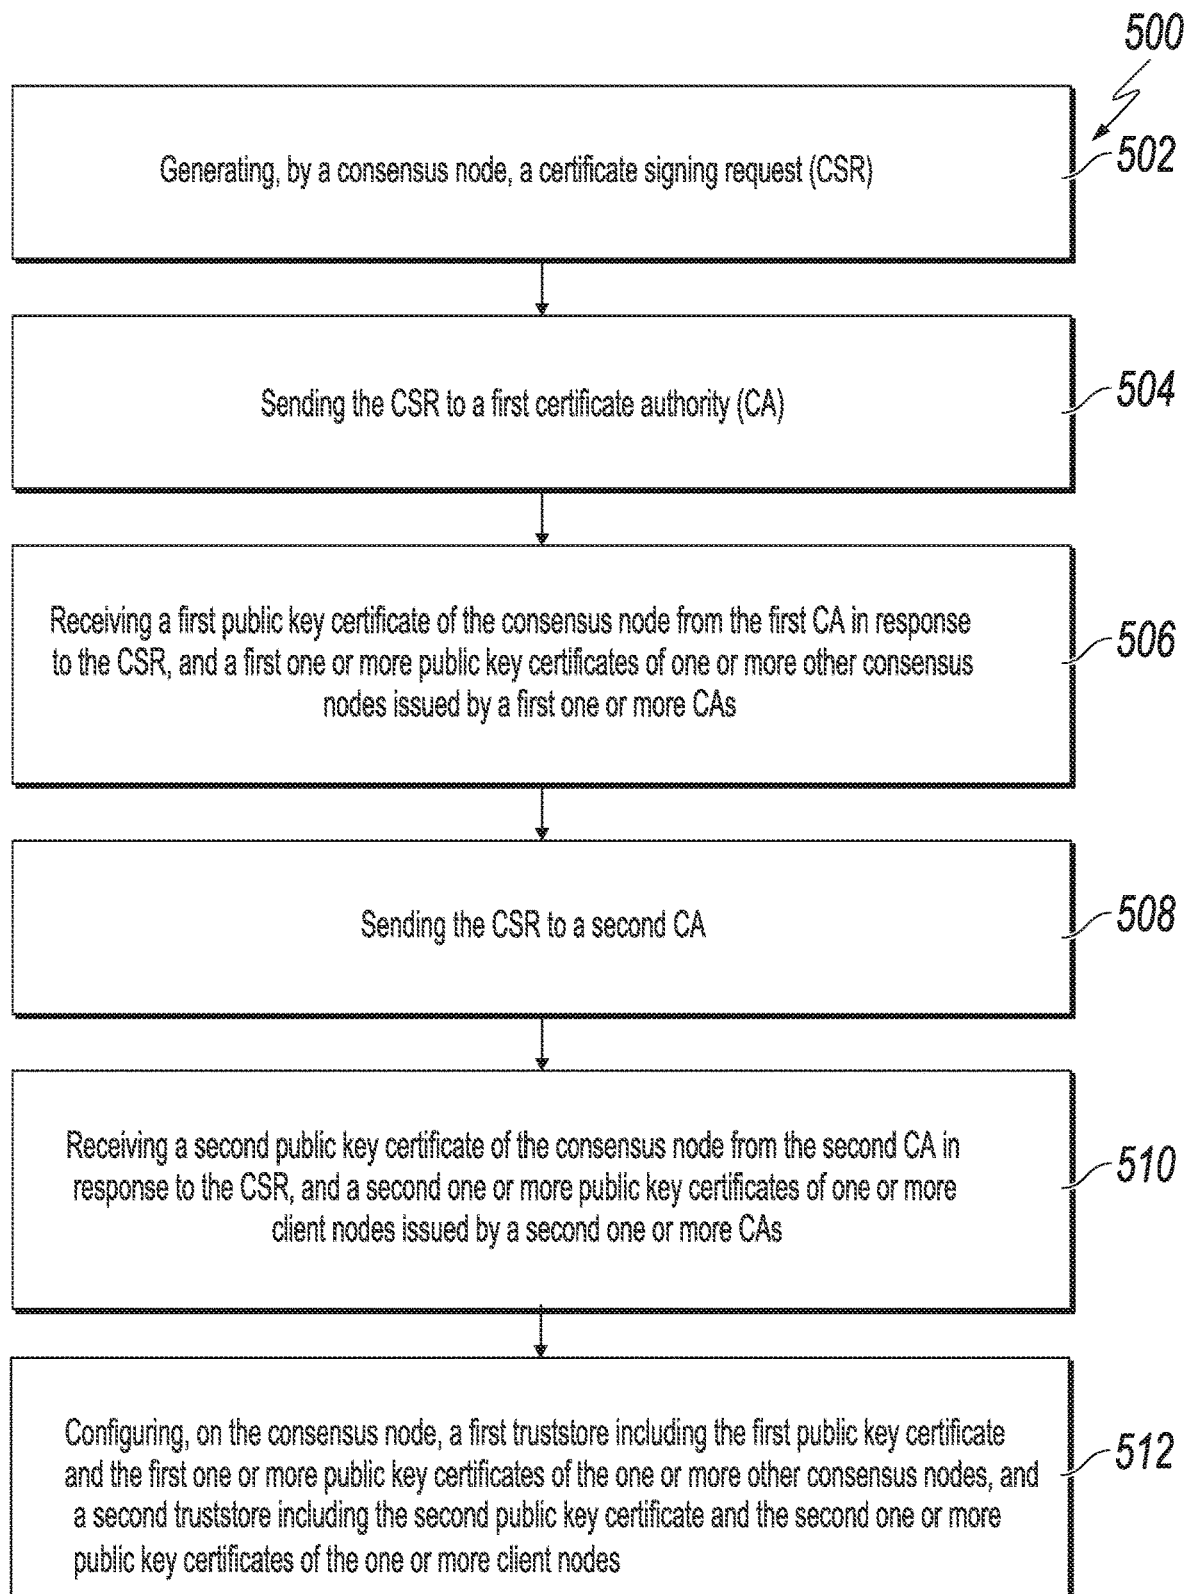 500
Generating, by a consensus node, a certificate signing request (CSR)
502
Sending the CSR to a first certificate authority (CA)
504
Receiving a first public key certificate of the consensus node from the first CA in response
to the CSR, and a first one or more public key certificates of one or more other consensus
nodes issued by a first one or more CAs
506
Sending the CSR to a second CA
508
Receiving a second public key certificate of the consensus node from the second CA in
response to the CSR, and a second one or more public key certificates of one or more
client nodes issued by a second one or more CAs
510
Configuring, on the consensus node, a first truststore including the first public key certificate
and the first one or more public key certificates of the one or more other consensus nodes, and
a second truststore including the second public key certificate and the second one or more
public key certificates of the one or more client nodes
512